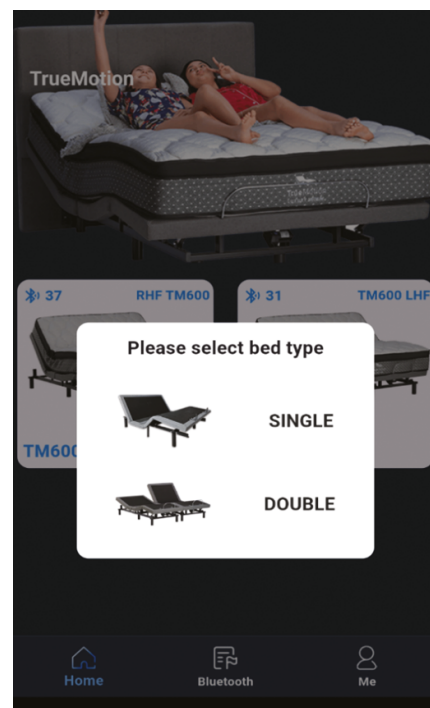 TrueMotion
37 RHF TM600
31 TM600 LHF
Please select bed type
SINGLE
DOUBLE
TM600
Home
Bluetooth
Me